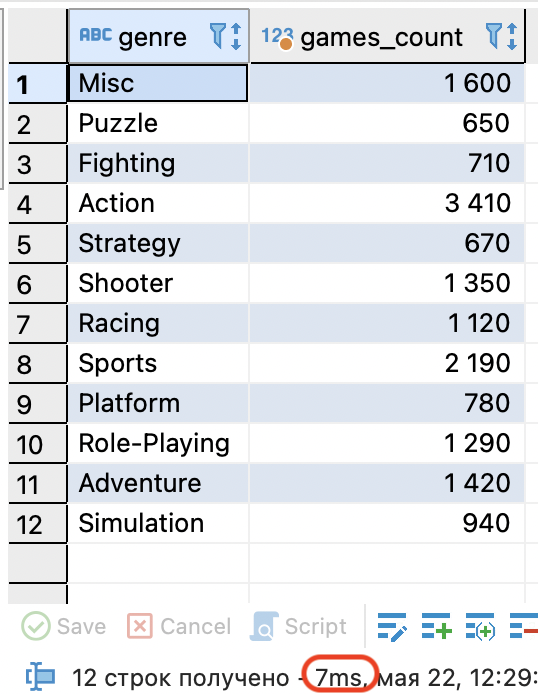 ABC genre 123 games_count
1 Misc 1 600
2 Puzzle 650
3 Fighting 710
4 Action 3 410
5 Strategy 670
6 Shooter 1 350
7 Racing 1 120
8 Sports 2 190
9 Platform 780
10 Role-Playing 1 290
11 Adventure 1 420
12 Simulation 940
Save Cancel Script
12 строк получено - 7ms, мая 22, 12:29: